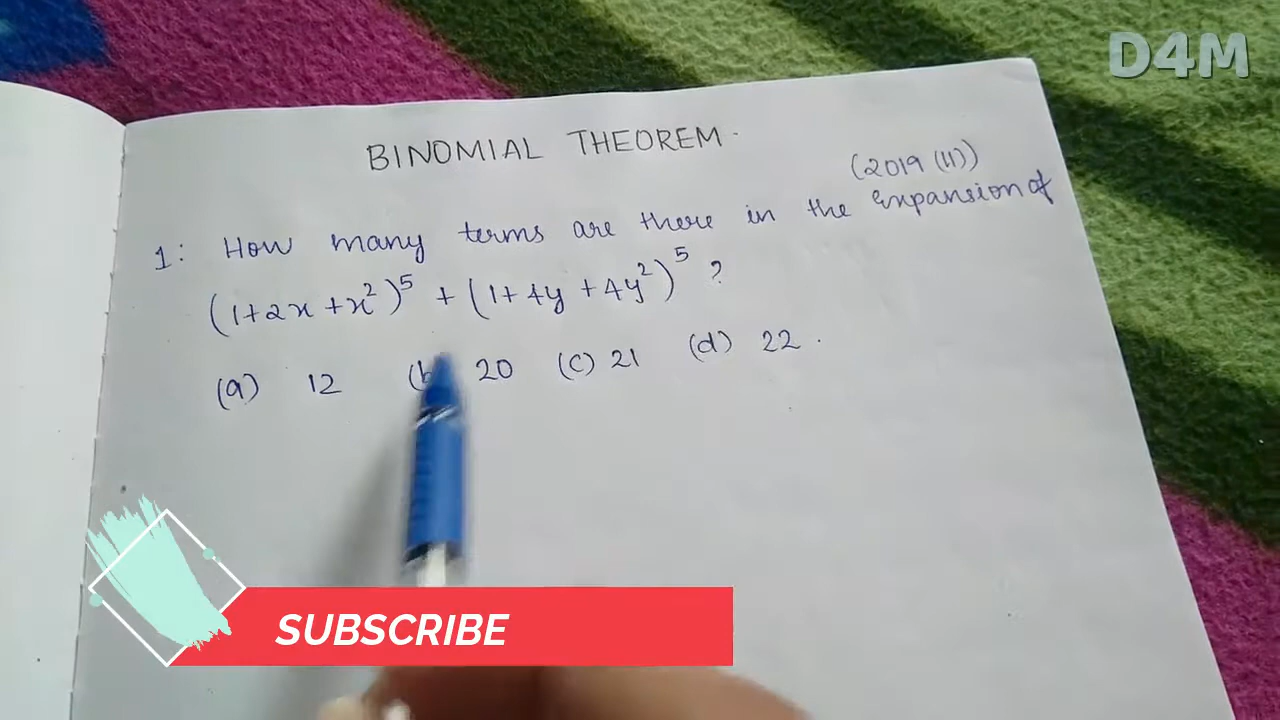 D4M
BINOMIAL THEOREM.
(2019 (II))
1: How many terms are there in the expansion of
(1+2x+x²)⁵ + (1+4y+4y²)⁵ ?
(a) 12 (b) 20 (c) 21 (d) 22.
SUBSCRIBE